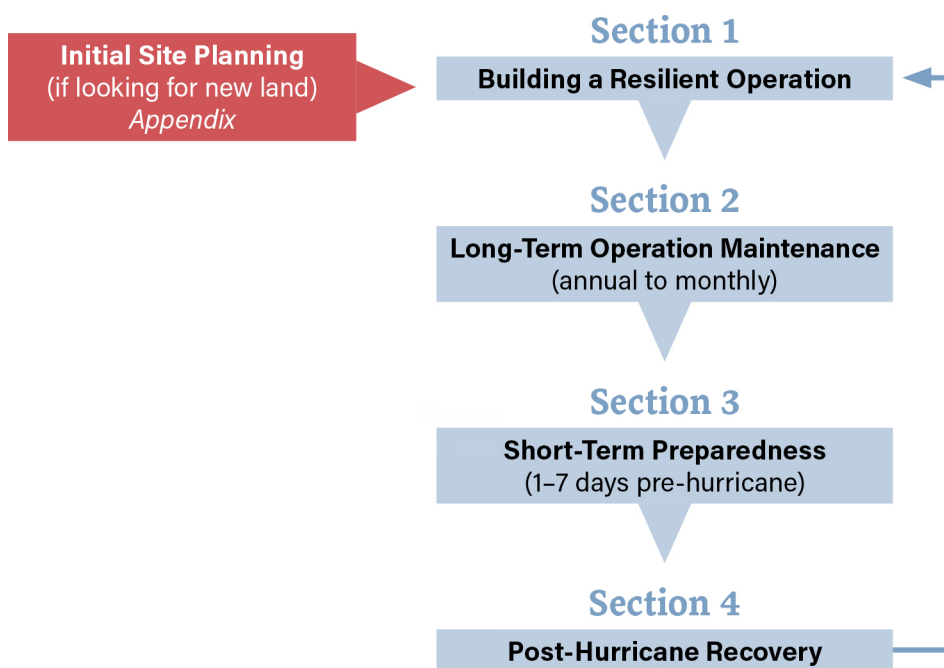 Initial Site Planning
(if looking for new land)
Appendix
Section 1
Building a Resilient Operation
Section 2
Long-Term Operation Maintenance
(annual to monthly)
Section 3
Short-Term Preparedness
(1–7 days pre-hurricane)
Section 4
Post-Hurricane Recovery